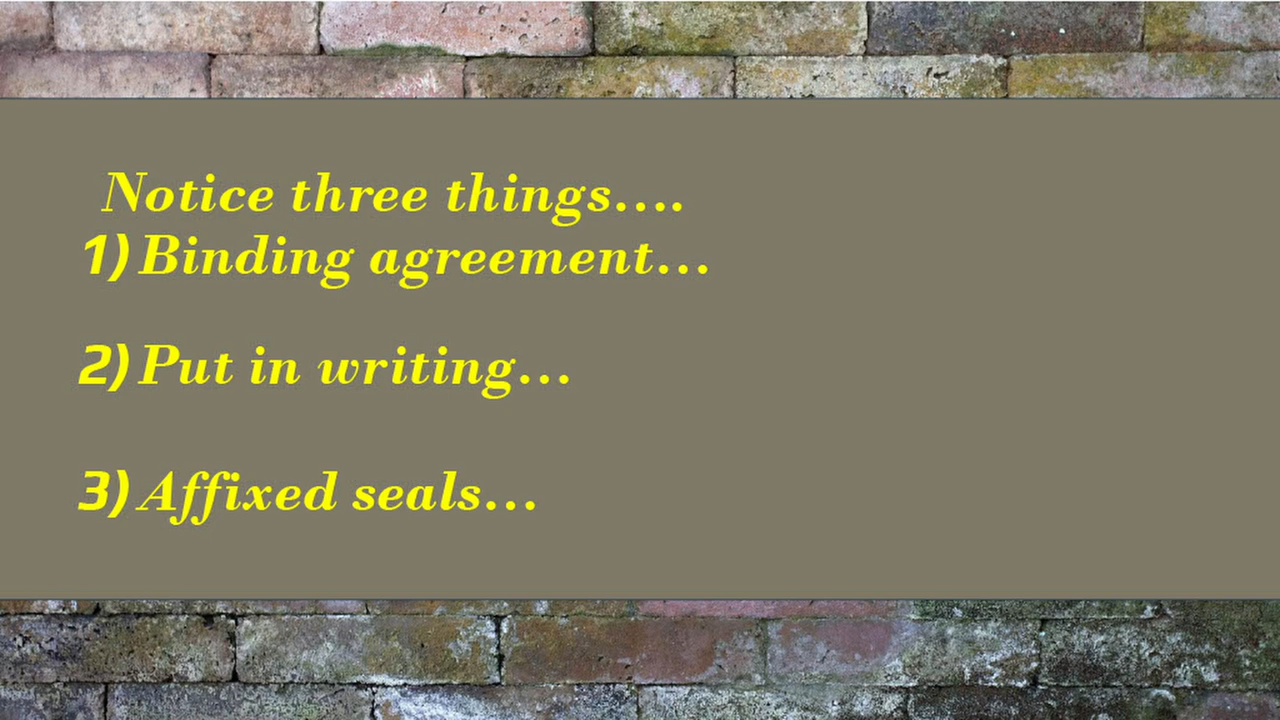 Notice three things....
1) Binding agreement...
2) Put in writing...
3) Affixed seals...